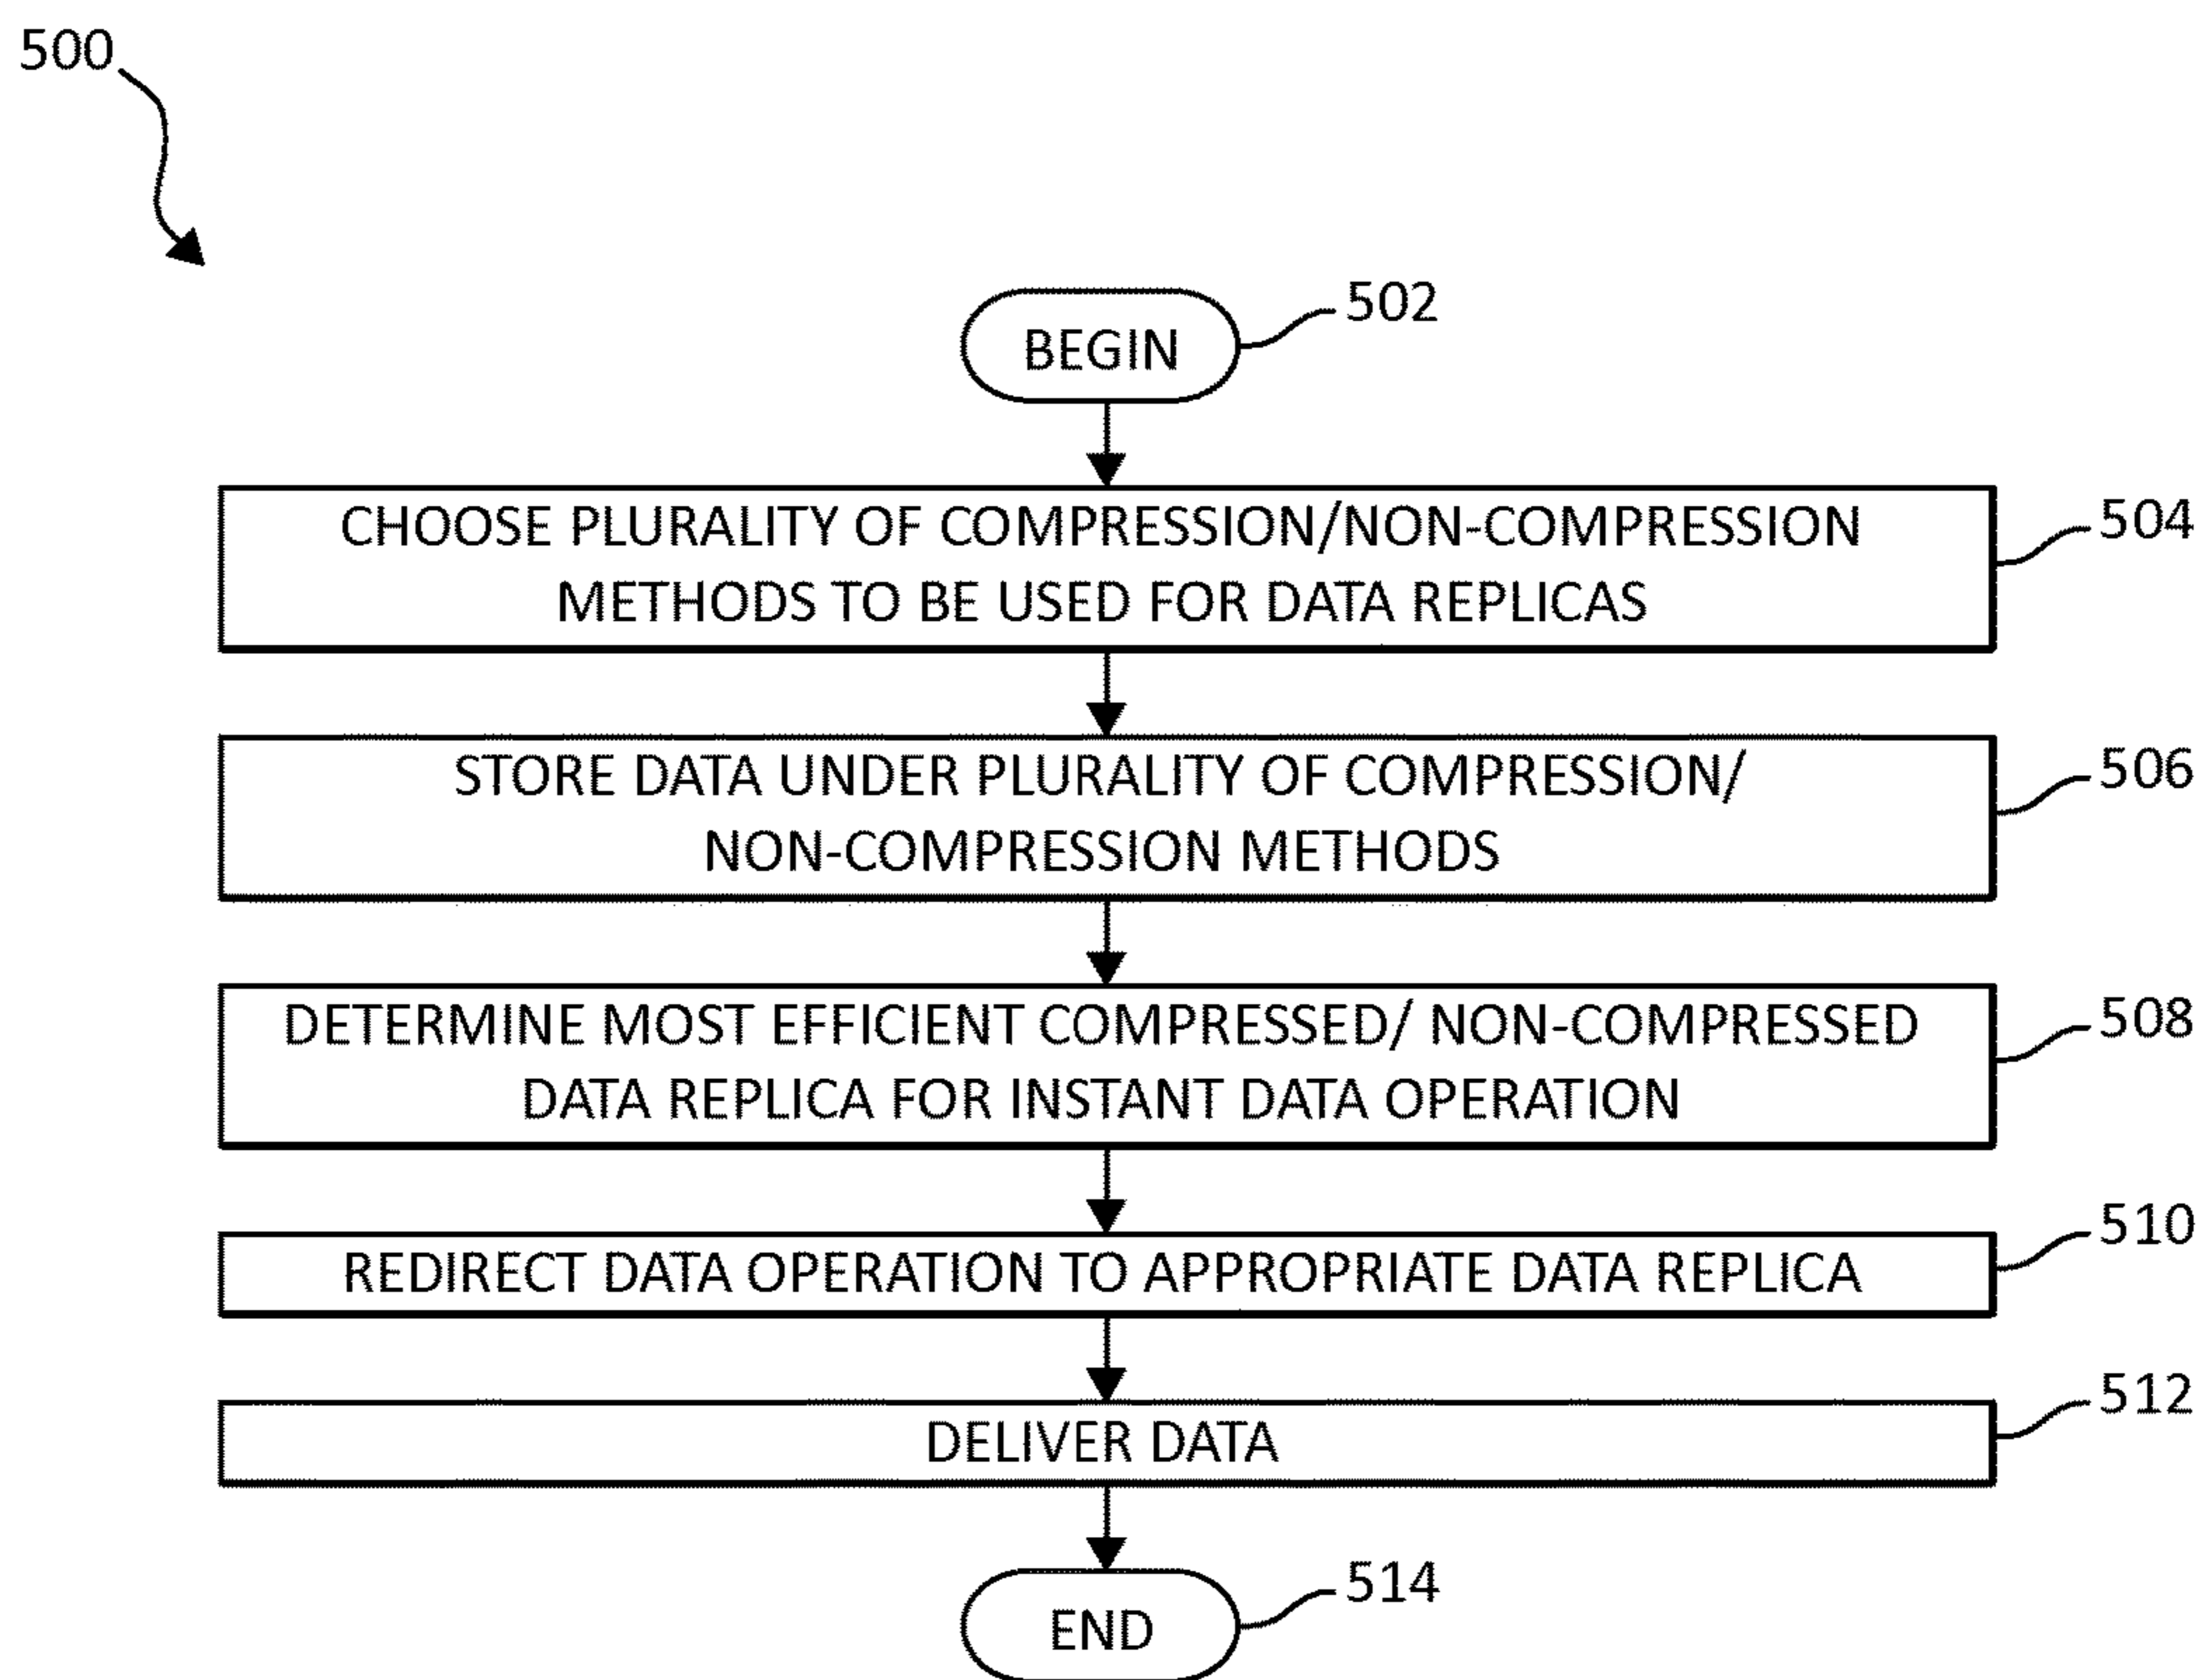 500
BEGIN
502
CHOOSE PLURALITY OF COMPRESSION/NON-COMPRESSION
METHODS TO BE USED FOR DATA REPLICAS
504
STORE DATA UNDER PLURALITY OF COMPRESSION/
NON-COMPRESSION METHODS
506
DETERMINE MOST EFFICIENT COMPRESSED/ NON-COMPRESSED
DATA REPLICA FOR INSTANT DATA OPERATION
508
REDIRECT DATA OPERATION TO APPROPRIATE DATA REPLICA
510
DELIVER DATA
512
END
514